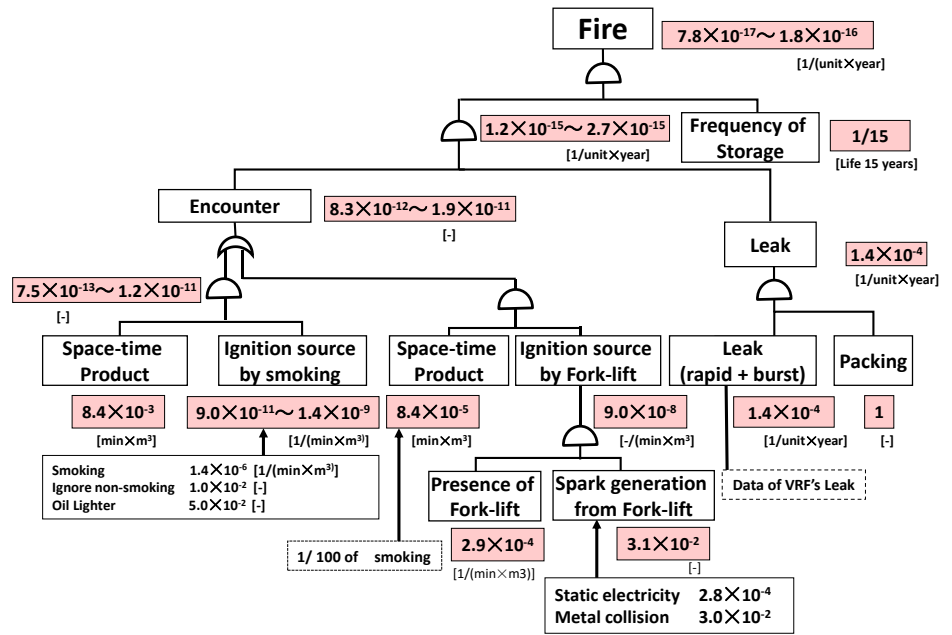 Fire
7.8×10⁻¹⁷～1.8×10⁻¹⁶
[1/(unit×year]
1.2×10⁻¹⁵～2.7×10⁻¹⁵
[1/unit×year]
Frequency of
Storage
1/15
[Life 15 years]
Encounter
8.3×10⁻¹²～1.9×10⁻¹¹
[-]
Leak
1.4×10⁻⁴
[1/unit×year]
7.5×10⁻¹³～1.2×10⁻¹¹
[-]
Space-time
Product
Ignition source
by smoking
Space-time
Product
Ignition source
by Fork-lift
Leak
(rapid + burst)
Packing
8.4×10⁻³
[min×m³]
9.0×10⁻¹¹～1.4×10⁻⁹
[1/(min×m³)]
8.4×10⁻⁵
[min×m³]
9.0×10⁻⁸
[-/(min×m³]
1.4×10⁻⁴
[1/unit×year]
1
[-]
Smoking 1.4×10⁻⁶ [1/(min×m³)]
Ignore non-smoking 1.0×10⁻² [-]
Oil Lighter 5.0×10⁻² [-]
Presence of
Fork-lift
Spark generation
from Fork-lift
Data of VRF's Leak
1/ 100 of smoking
2.9×10⁻⁴
[1/(min×m3)]
3.1×10⁻²
[-]
Static electricity 2.8×10⁻⁴
Metal collision 3.0×10⁻²